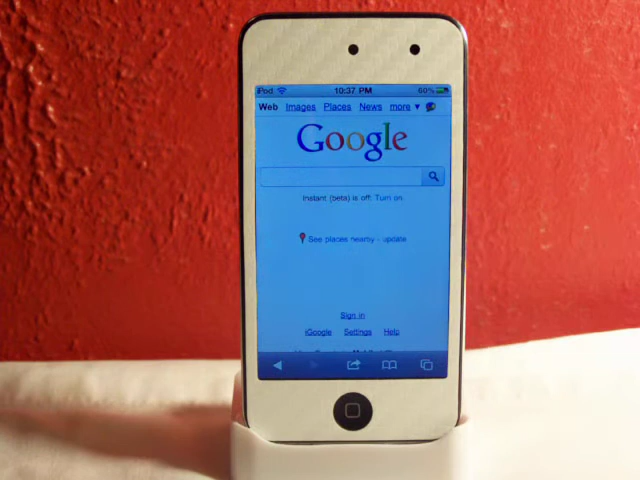 iPod 10:37 PM 60%
Web Images Places News more ▼
Google
Instant (beta) is off: Turn on
See places nearby - update
Sign in
iGoogle Settings Help